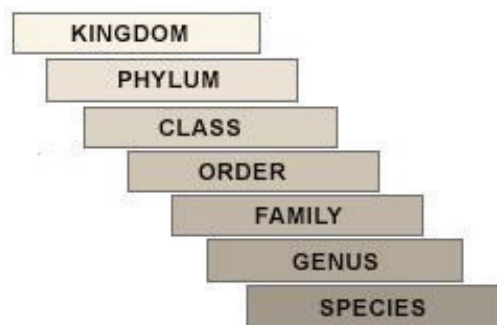 KINGDOM
PHYLUM
CLASS
ORDER
FAMILY
GENUS
SPECIES